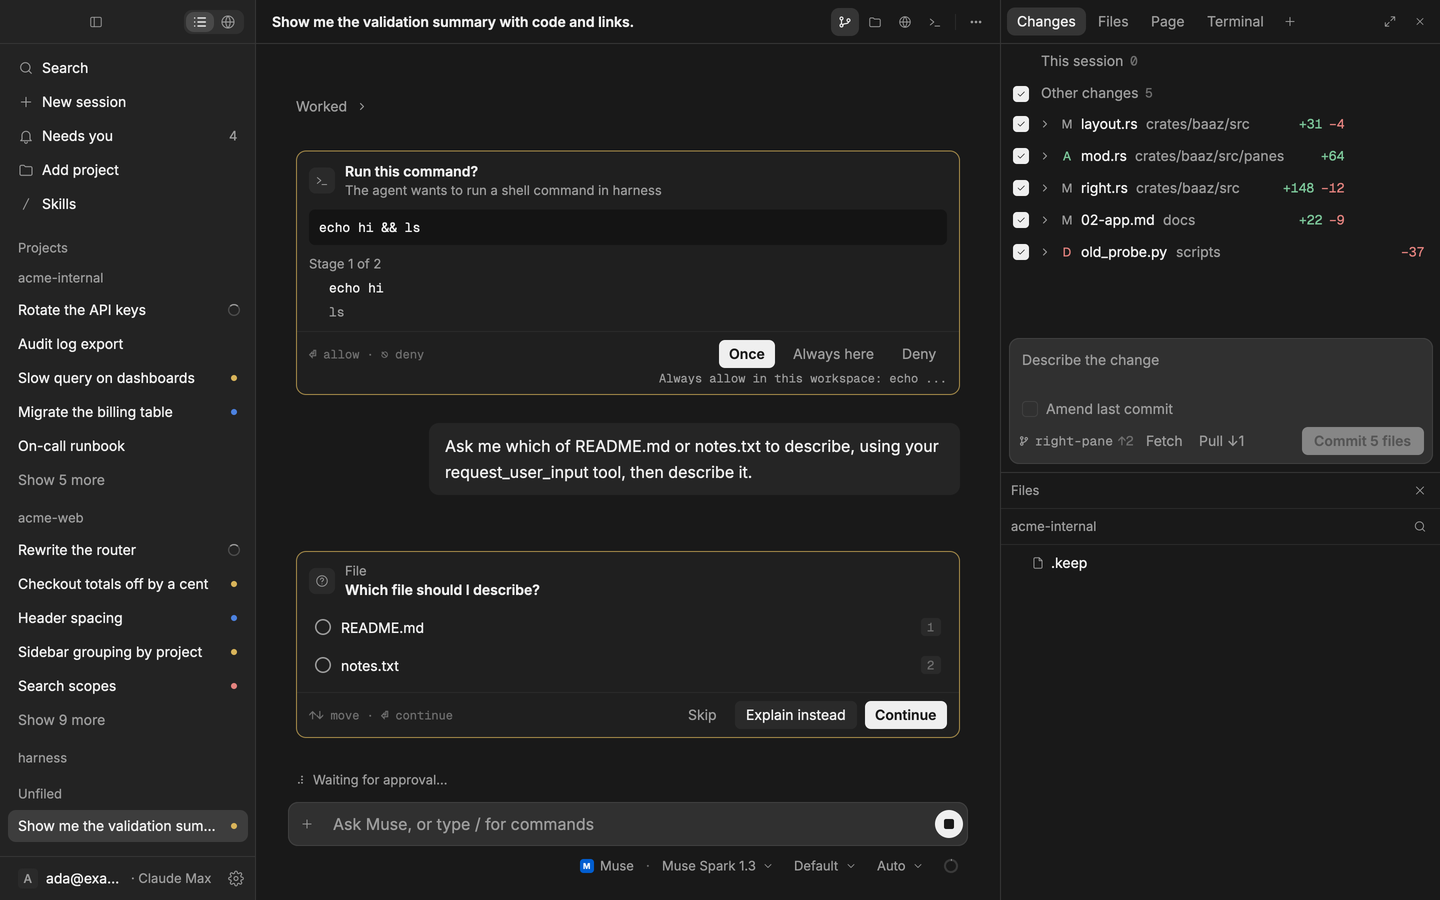 Search
New session
Needs you 4
Add project
Skills
Projects
acme-internal
Rotate the API keys
Audit log export
Slow query on dashboards
Migrate the billing table
On-call runbook
Show 5 more
acme-web
Rewrite the router
Checkout totals off by a cent
Header spacing
Sidebar grouping by project
Search scopes
Show 9 more
harness
Unfiled
Show me the validation sum...
A ada@exa... · Claude Max
Show me the validation summary with code and links.
Worked
Run this command?
The agent wants to run a shell command in harness
echo hi && ls
Stage 1 of 2
echo hi
ls
allow · deny
Once Always here Deny
Always allow in this workspace: echo ...
Ask me which of README.md or notes.txt to describe, using your
request_user_input tool, then describe it.
File
Which file should I describe?
README.md 1
notes.txt 2
↑↓ move · continue
Skip Explain instead Continue
Waiting for approval...
Ask Muse, or type / for commands
M Muse · Muse Spark 1.3 Default Auto
Changes Files Page Terminal
This session 0
Other changes 5
M layout.rs crates/baaz/src +31 −4
A mod.rs crates/baaz/src/panes +64
M right.rs crates/baaz/src +148 −12
M 02-app.md docs +22 −9
D old_probe.py scripts −37
Describe the change
Amend last commit
right-pane ↑2 Fetch Pull ↓1 Commit 5 files
Files
acme-internal
.keep